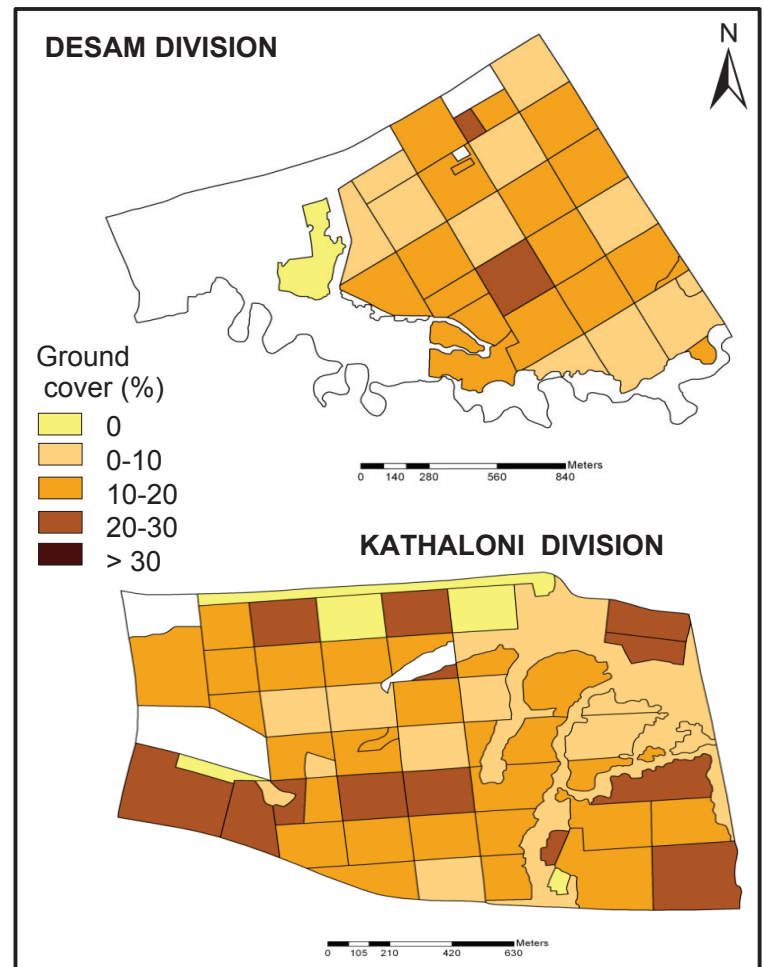 DESAM DIVISION
N
Ground
cover (%)
0
0-10
10-20
20-30
> 30
Meters
0 140 280 560 840
KATHALONI DIVISION
Meters
0 105 210 420 630